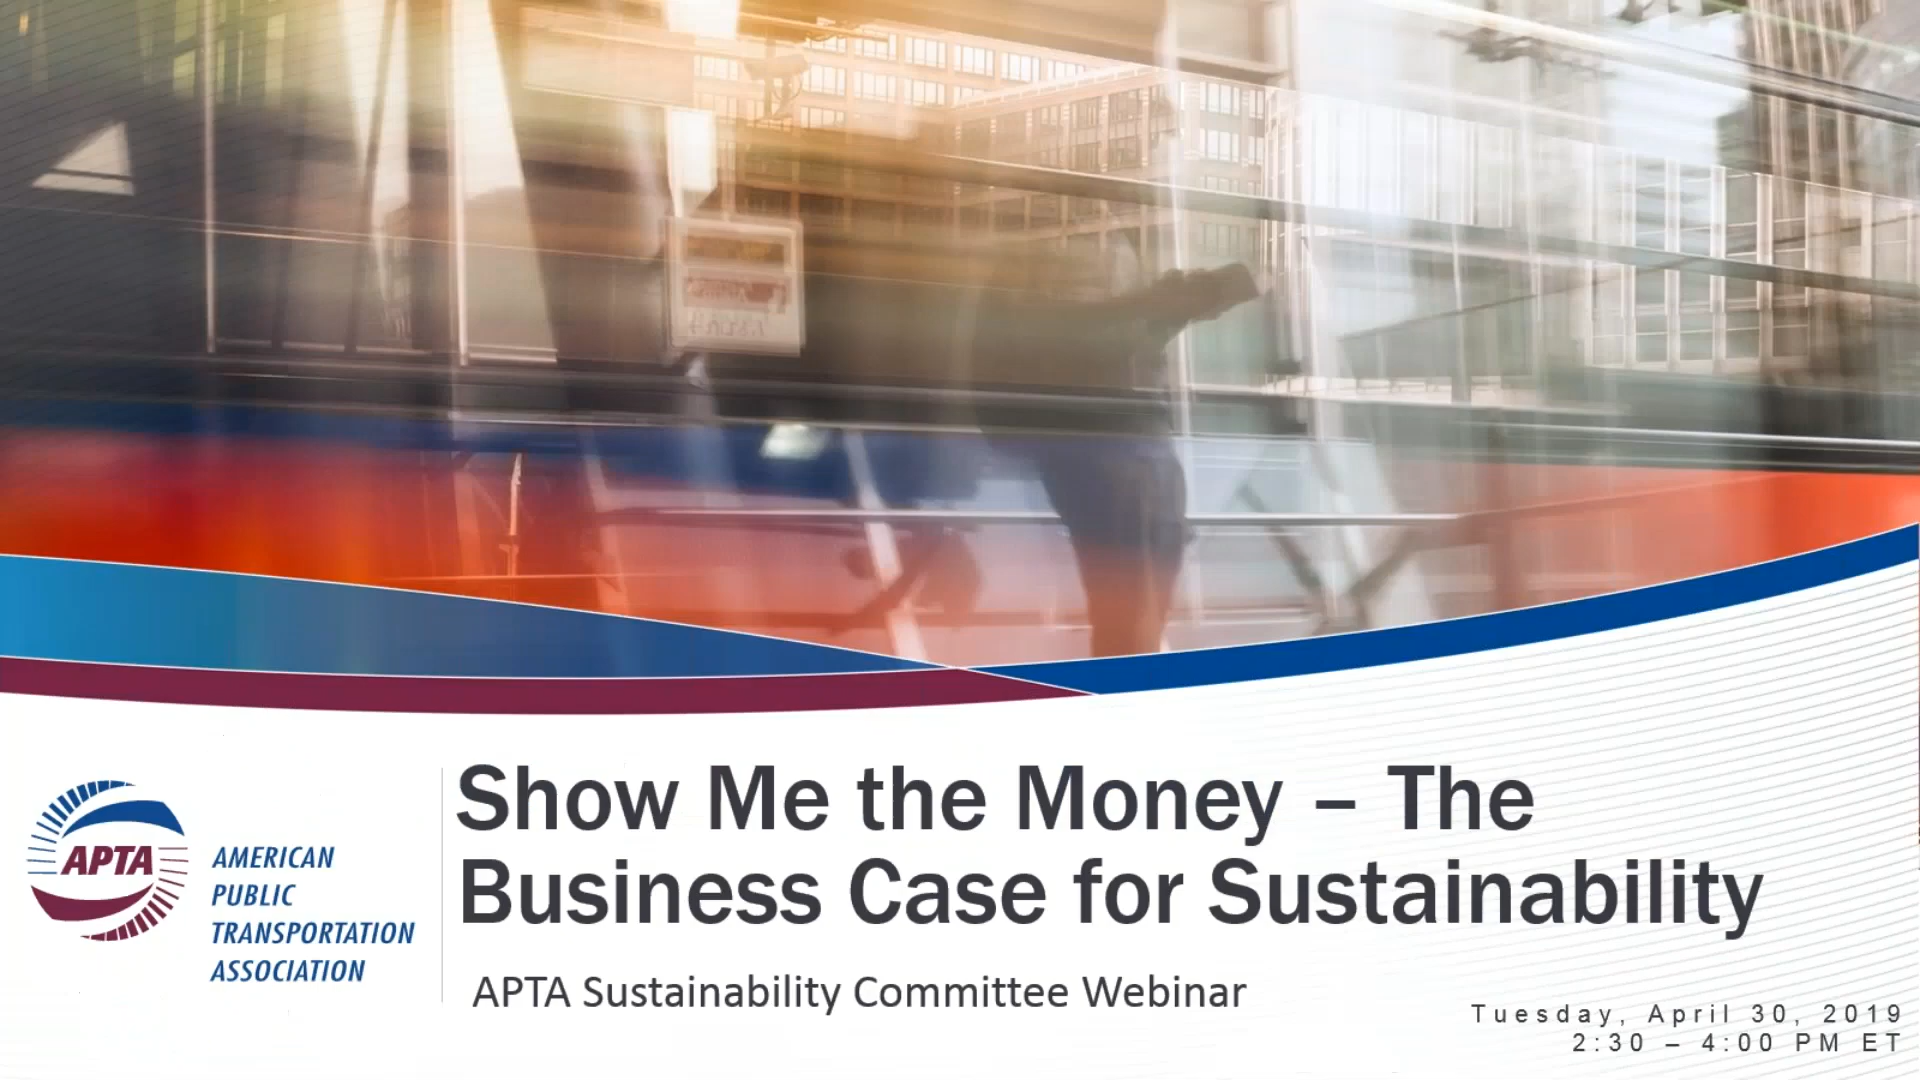 APTA
AMERICAN
PUBLIC
TRANSPORTATION
ASSOCIATION
Show Me the Money – The
Business Case for Sustainability
APTA Sustainability Committee Webinar
Tuesday, April 30, 2019
2:30 – 4:00 PM ET